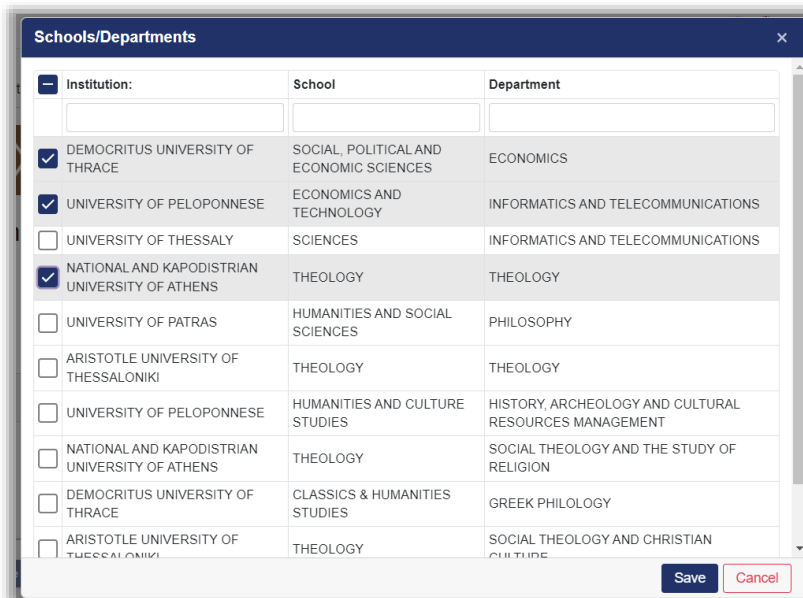 Schools/Departments
Institution: School Department
DEMOCRITUS UNIVERSITY OF THRACE SOCIAL, POLITICAL AND ECONOMIC SCIENCES ECONOMICS
UNIVERSITY OF PELOPONNESE ECONOMICS AND TECHNOLOGY INFORMATICS AND TELECOMMUNICATIONS
UNIVERSITY OF THESSALY SCIENCES INFORMATICS AND TELECOMMUNICATIONS
NATIONAL AND KAPODISTRIAN UNIVERSITY OF ATHENS THEOLOGY THEOLOGY
UNIVERSITY OF PATRAS HUMANITIES AND SOCIAL SCIENCES PHILOSOPHY
ARISTOTLE UNIVERSITY OF THESSALONIKI THEOLOGY THEOLOGY
UNIVERSITY OF PELOPONNESE HUMANITIES AND CULTURE STUDIES HISTORY, ARCHEOLOGY AND CULTURAL RESOURCES MANAGEMENT
NATIONAL AND KAPODISTRIAN UNIVERSITY OF ATHENS THEOLOGY SOCIAL THEOLOGY AND THE STUDY OF RELIGION
DEMOCRITUS UNIVERSITY OF THRACE CLASSICS & HUMANITIES STUDIES GREEK PHILOLOGY
ARISTOTLE UNIVERSITY OF THESSALONIKI THEOLOGY SOCIAL THEOLOGY AND CHRISTIAN CULTURE
Save Cancel